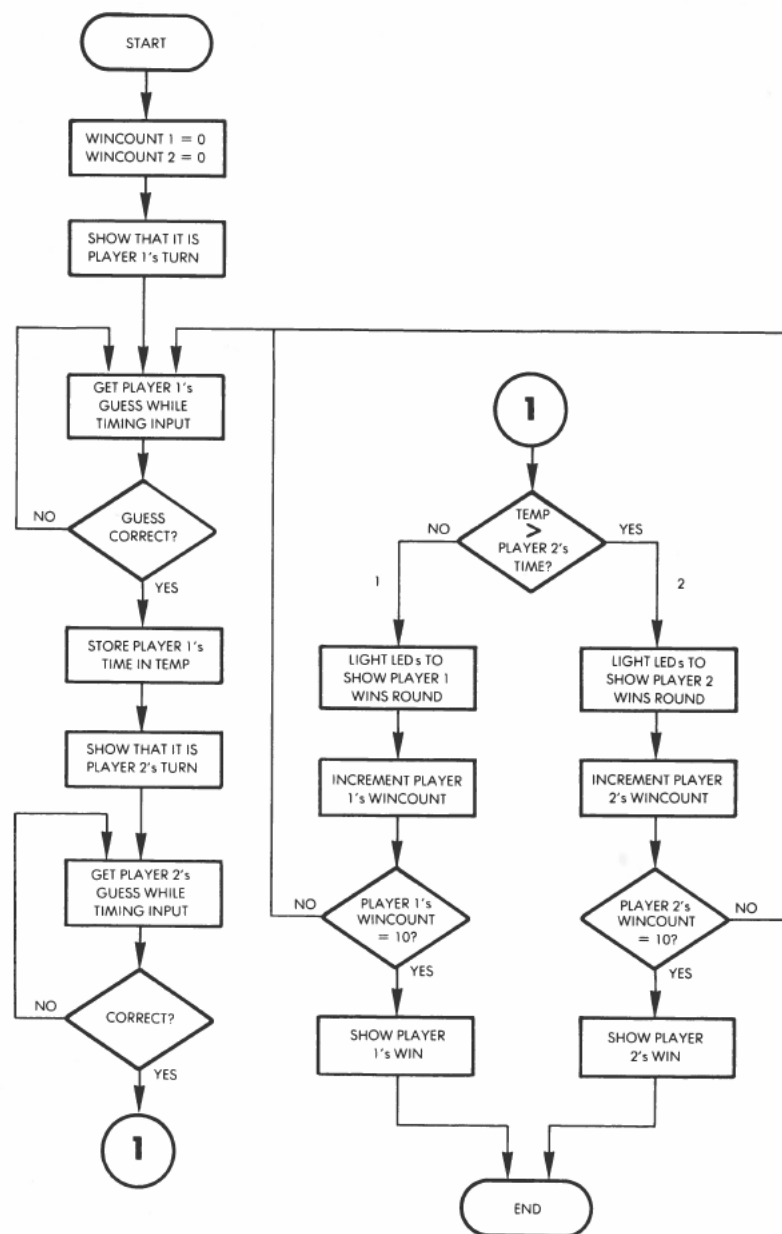 START
WINCOUNT 1 = 0
WINCOUNT 2 = 0
SHOW THAT IT IS
PLAYER 1's TURN
GET PLAYER 1's
GUESS WHILE
TIMING INPUT
NO
GUESS
CORRECT?
YES
STORE PLAYER 1's
TIME IN TEMP
SHOW THAT IT IS
PLAYER 2's TURN
GET PLAYER 2's
GUESS WHILE
TIMING INPUT
NO
CORRECT?
YES
1
1
NO
TEMP
>
PLAYER 2's
TIME?
YES
1
2
LIGHT LEDs TO
SHOW PLAYER 1
WINS ROUND
INCREMENT PLAYER
1's WINCOUNT
NO
PLAYER 1's
WINCOUNT
= 10?
YES
SHOW PLAYER
1's WIN
LIGHT LEDs TO
SHOW PLAYER 2
WINS ROUND
INCREMENT PLAYER
2's WINCOUNT
PLAYER 2's
WINCOUNT
= 10?
NO
YES
SHOW PLAYER
2's WIN
END